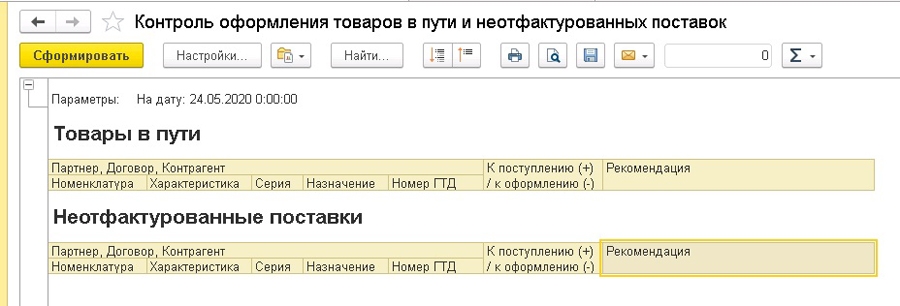 Контроль оформления товаров в пути и неотфактурованных поставок
Сформировать Настройки... Найти... 0 Σ
Параметры: На дату: 24.05.2020 0:00:00
Товары в пути
Партнер, Договор, Контрагент К поступлению (+) Рекомендация
Номенклатура Характеристика Серия Назначение Номер ГТД / к оформлению (-)
Неотфактурованные поставки
Партнер, Договор, Контрагент К поступлению (+) Рекомендация
Номенклатура Характеристика Серия Назначение Номер ГТД / к оформлению (-)